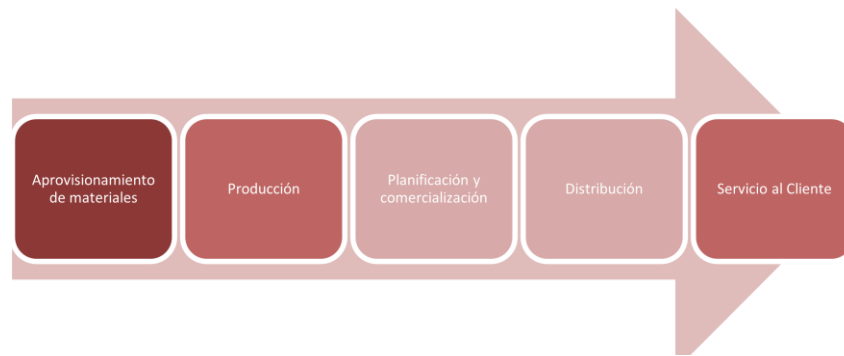 Aprovisionamiento
de materiales
Producción
Planificación y
comercialización
Distribución
Servicio al Cliente